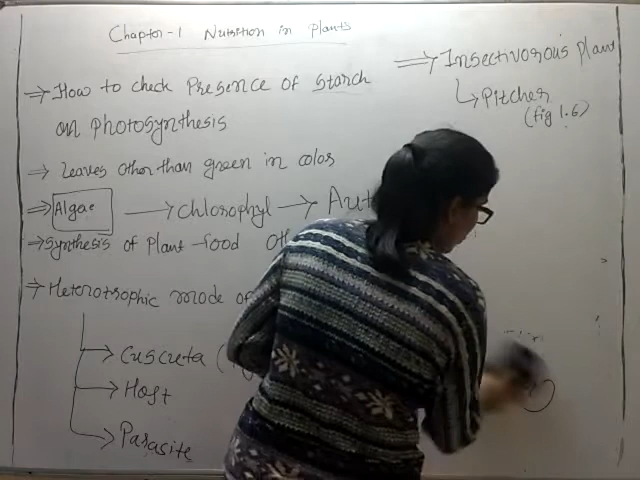 Chapter-1 Nutrition in Plants
⇒ How to check Presence of starch
on Photosynthesis
⇒ Leaves other than green in color
⇒ Algae → Chlorophyl → Aut
⇒ Synthesis of Plant-food Oth
⇒ Heterotrophic mode of
→ Cuscuta (
→ Host
→ Parasite
⇒ Insectivorous plant
↳ Pitcher
(fig 1.6)